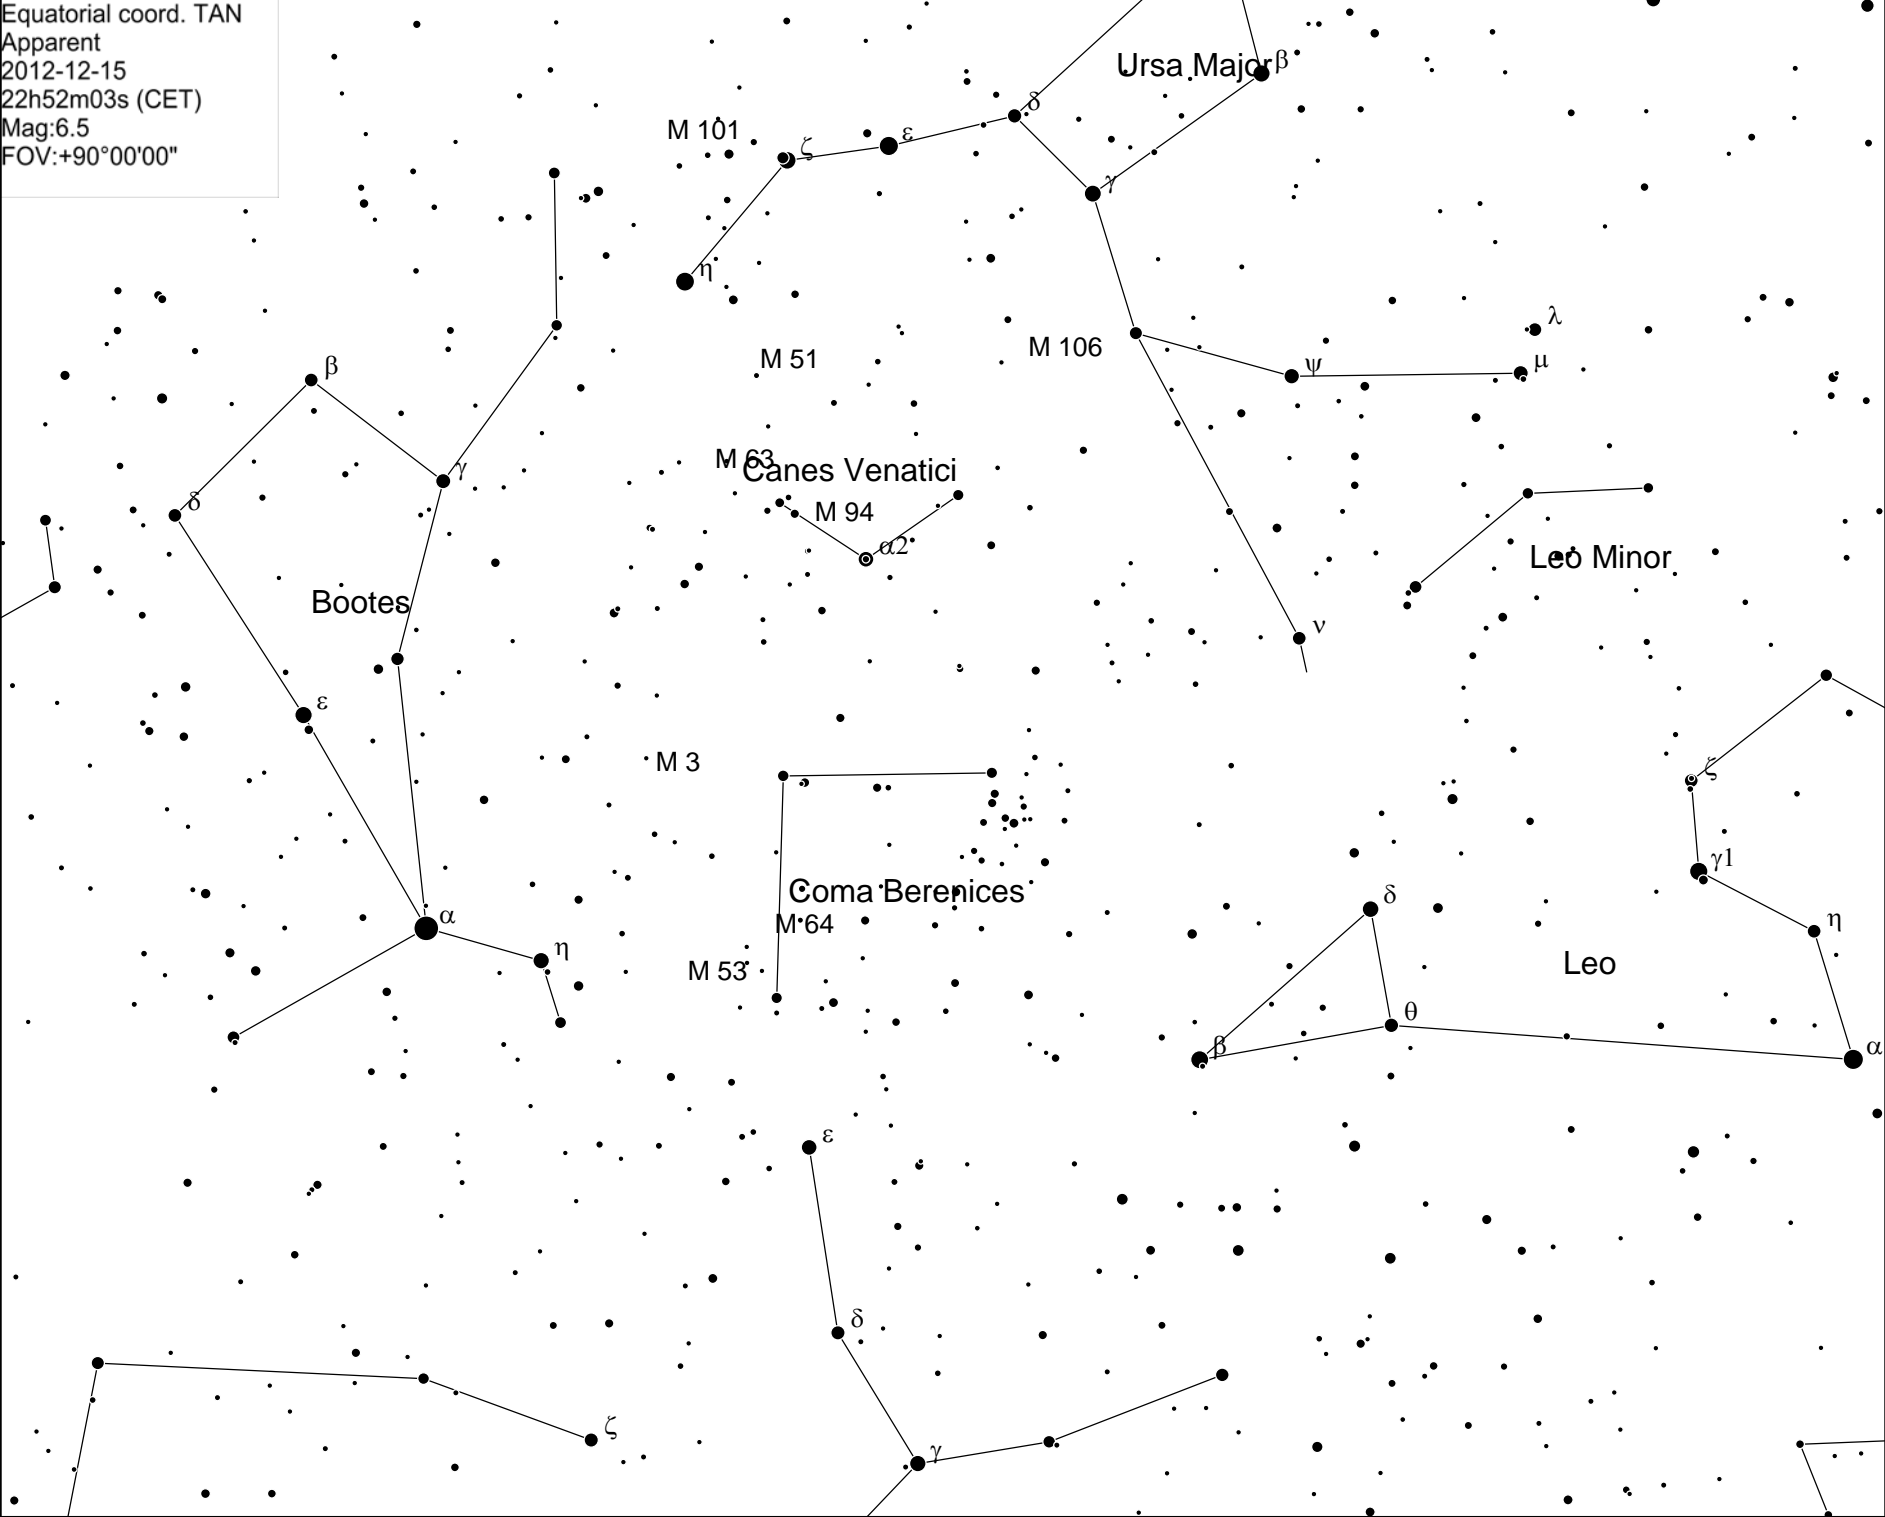 Equatorial coord. TAN
Apparent
2012-12-15
22h52m03s (CET)
Mag:6.5
FOV:+90°00'00"
Ursa Major
β
δ
M 101
ζ
ε
γ
η
λ
M 51
M 106
ψ
μ
β
M 63
Canes Venatici
γ
δ
M 94
α2
Leo Minor
Bootes
ν
ε
M 3
ζ
γ1
Coma Berenices
δ
α
M 64
η
η
M 53
Leo
θ
β
α
ε
δ
ζ
γ